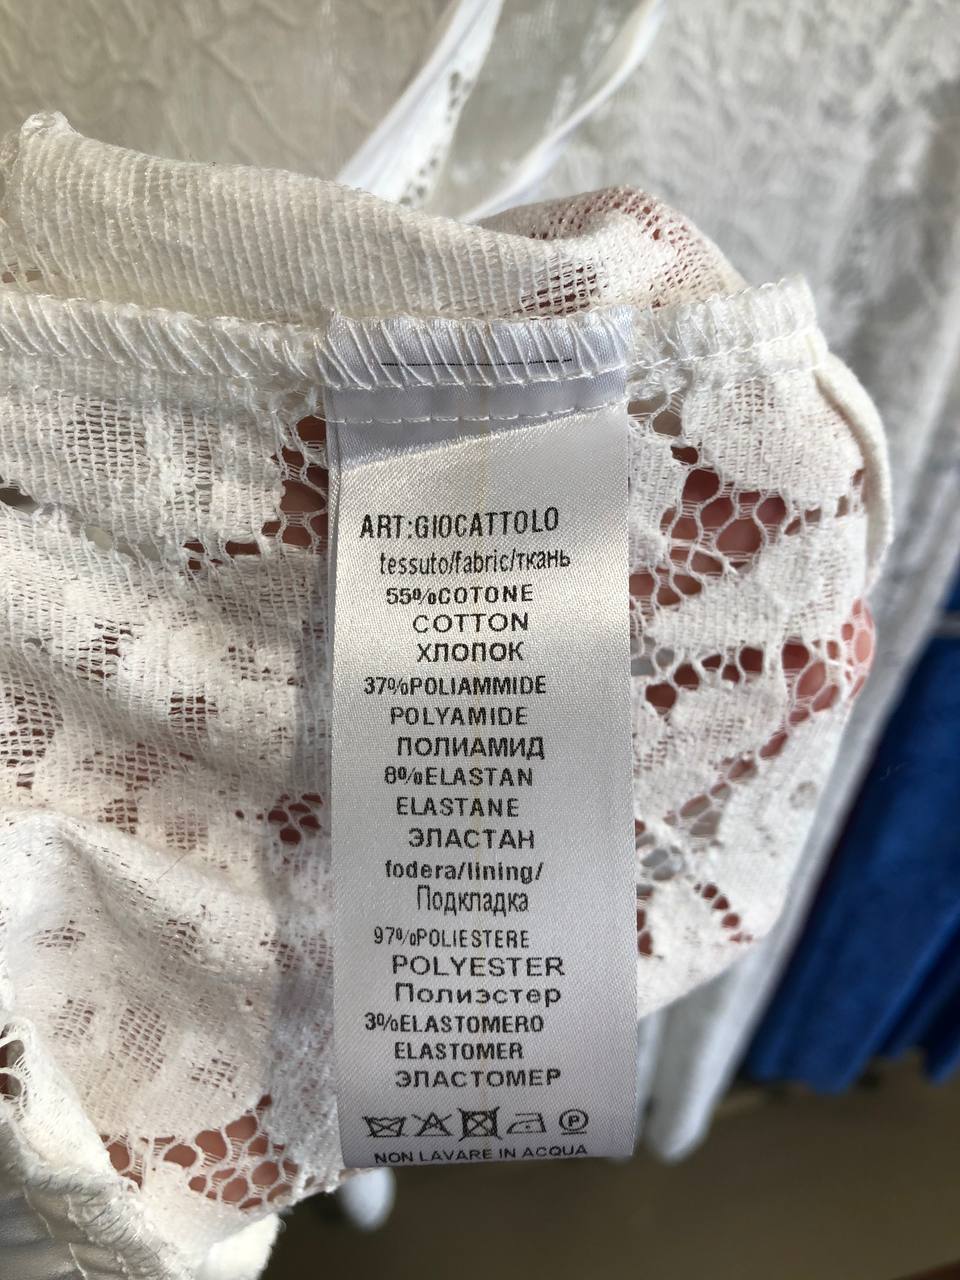 ART:GIOCATTOLO
tessuto/fabric/ткань
55%COTONE
COTTON
ХЛОПОК
37%POLIAMMIDE
POLYAMIDE
ПОЛИАМИД
8%ELASTAN
ELASTANE
ЭЛАСТАН
fodera/lining/
Подкладка
97%POLIESTERE
POLYESTER
Полиэстер
3%ELASTOMERO
ELASTOMER
ЭЛАСТОМЕР
P
NON LAVARE IN ACQUA